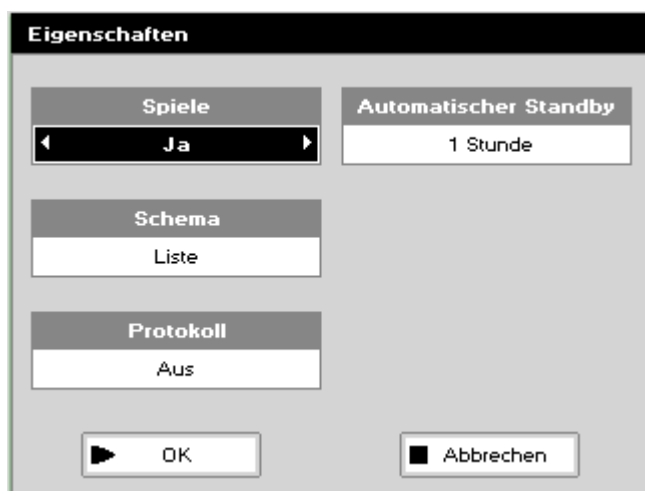 Eigenschaften
Spiele
Ja
Automatischer Standby
1 Stunde
Schema
Liste
Protokoll
Aus
OK
Abbrechen